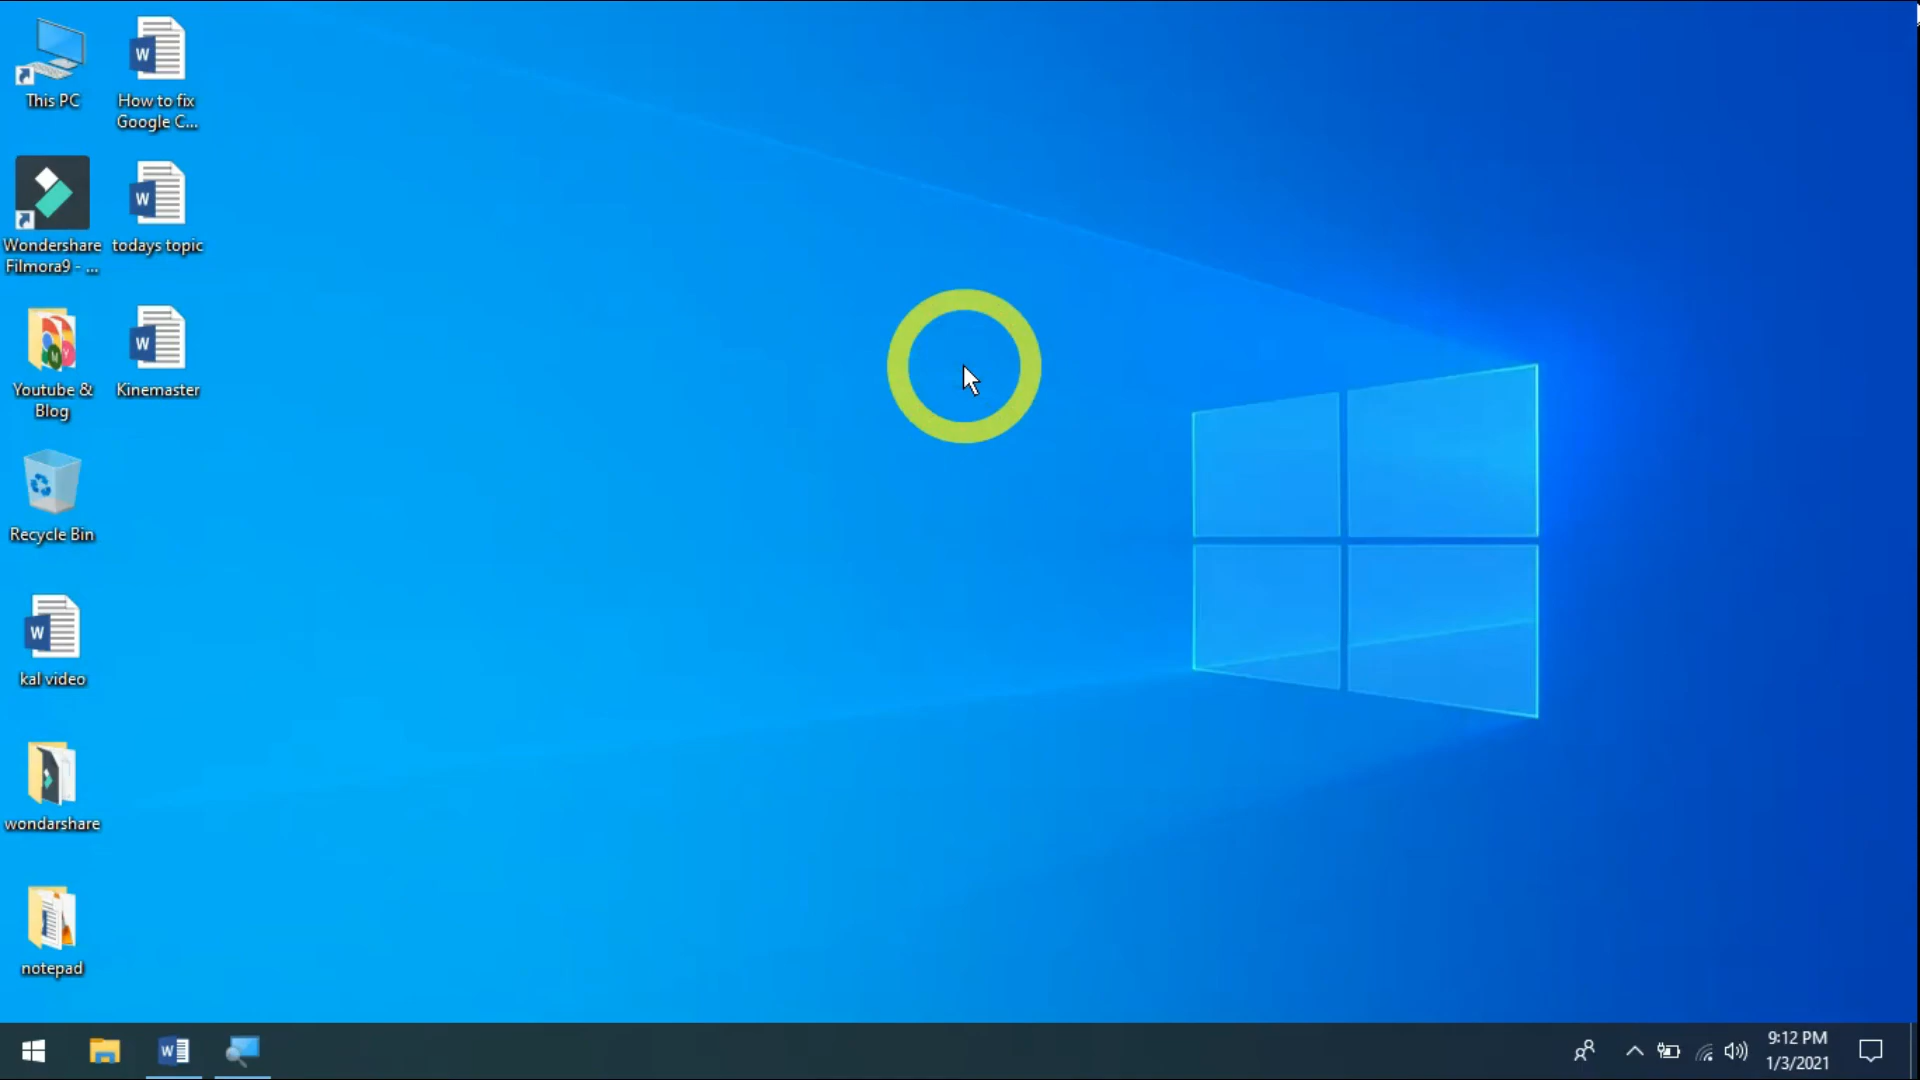 This PC
How to fix
Google C...
Wondershare
Filmora9 - ...
todays topic
Youtube &
Blog
Kinemaster
Recycle Bin
kal video
wondarshare
notepad
9:12 PM
1/3/2021